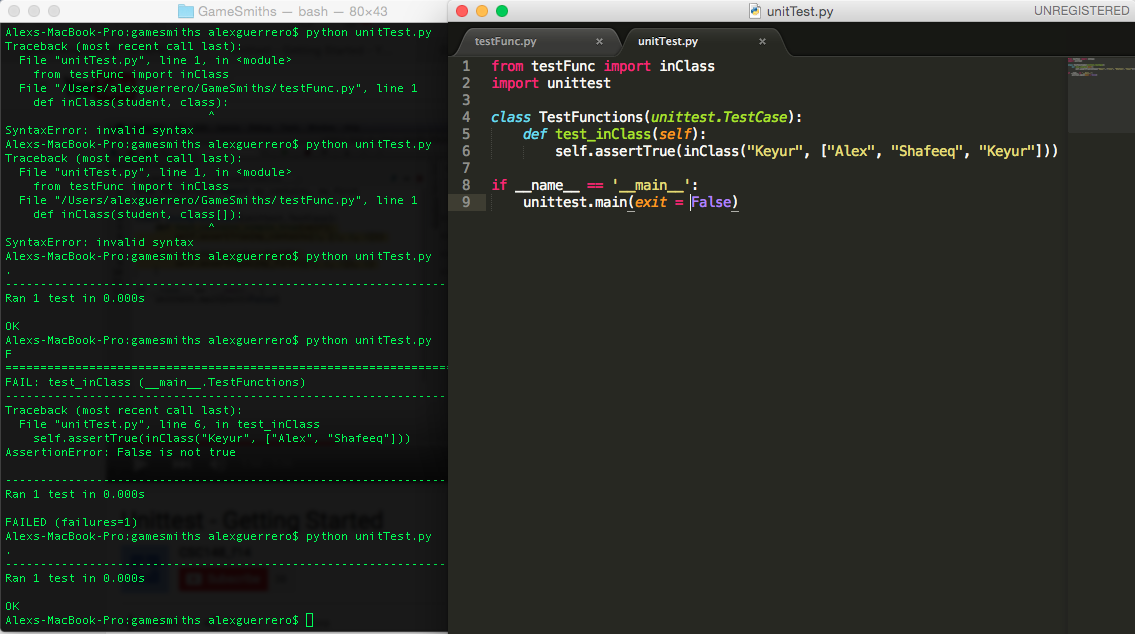 GameSmiths — bash — 80×43
Alexs-MacBook-Pro:gamesmiths alexguerrero$ python unitTest.py
Traceback (most recent call last):
  File "unitTest.py", line 1, in <module>
    from testFunc import inClass
  File "/Users/alexguerrero/GameSmiths/testFunc.py", line 1
    def inClass(student, class):
                             ^
SyntaxError: invalid syntax
Alexs-MacBook-Pro:gamesmiths alexguerrero$ python unitTest.py
Traceback (most recent call last):
  File "unitTest.py", line 1, in <module>
    from testFunc import inClass
  File "/Users/alexguerrero/GameSmiths/testFunc.py", line 1
    def inClass(student, class[]):
                             ^
SyntaxError: invalid syntax
Alexs-MacBook-Pro:gamesmiths alexguerrero$ python unitTest.py
.
----------------------------------------------------------------------
Ran 1 test in 0.000s
OK
Alexs-MacBook-Pro:gamesmiths alexguerrero$ python unitTest.py
F
======================================================================
FAIL: test_inClass (__main__.TestFunctions)
----------------------------------------------------------------------
Traceback (most recent call last):
  File "unitTest.py", line 6, in test_inClass
    self.assertTrue(inClass("Keyur", ["Alex", "Shafeeq"]))
AssertionError: False is not true
----------------------------------------------------------------------
Ran 1 test in 0.000s
FAILED (failures=1)
Alexs-MacBook-Pro:gamesmiths alexguerrero$ python unitTest.py
.
----------------------------------------------------------------------
Ran 1 test in 0.000s
OK
Alexs-MacBook-Pro:gamesmiths alexguerrero$
Unittest - Getting Started
unitTest.py
UNREGISTERED
testFunc.py × unitTest.py ×
1 from testFunc import inClass
2 import unittest
3
4 class TestFunctions(unittest.TestCase):
5     def test_inClass(self):
6         self.assertTrue(inClass("Keyur", ["Alex", "Shafeeq", "Keyur"]))
7
8 if __name__ == '__main__':
9     unittest.main(exit = False)